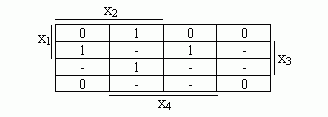 X2
X1 0 1 0 0
1 - 1 -
X3
- 1 - -
0 - - 0
X4